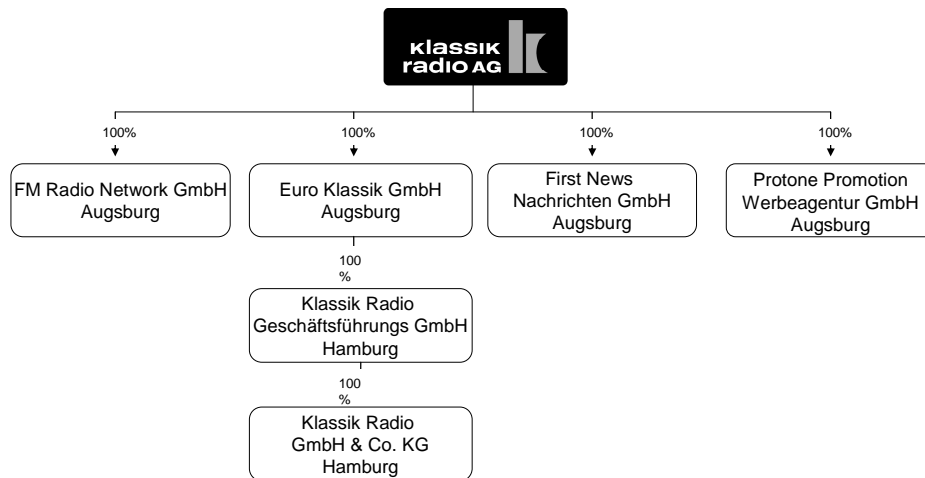 Klassik
radio AG
100%
100%
100%
100%
FM Radio Network GmbH
Augsburg
Euro Klassik GmbH
Augsburg
First News
Nachrichten GmbH
Augsburg
Protone Promotion
Werbeagentur GmbH
Augsburg
100
%
Klassik Radio
Geschäftsführungs GmbH
Hamburg
100
%
Klassik Radio
GmbH & Co. KG
Hamburg